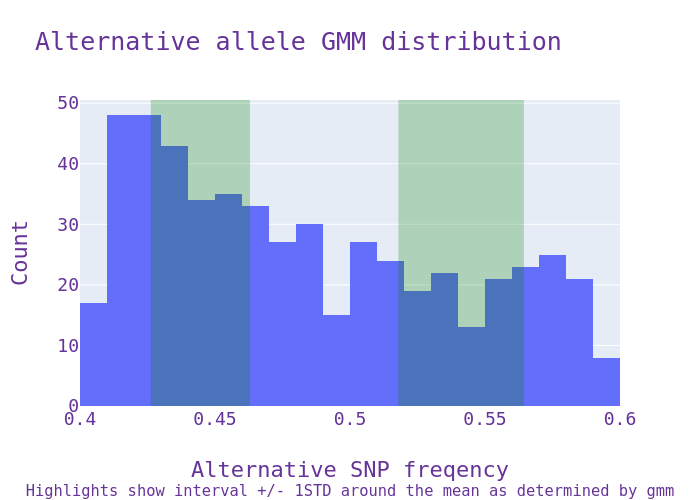 Alternative allele GMM distribution
50
40
30
20
10
0
Count
0.4 0.45 0.5 0.55 0.6
Alternative SNP freqency
Highlights show interval +/- 1STD around the mean as determined by gmm